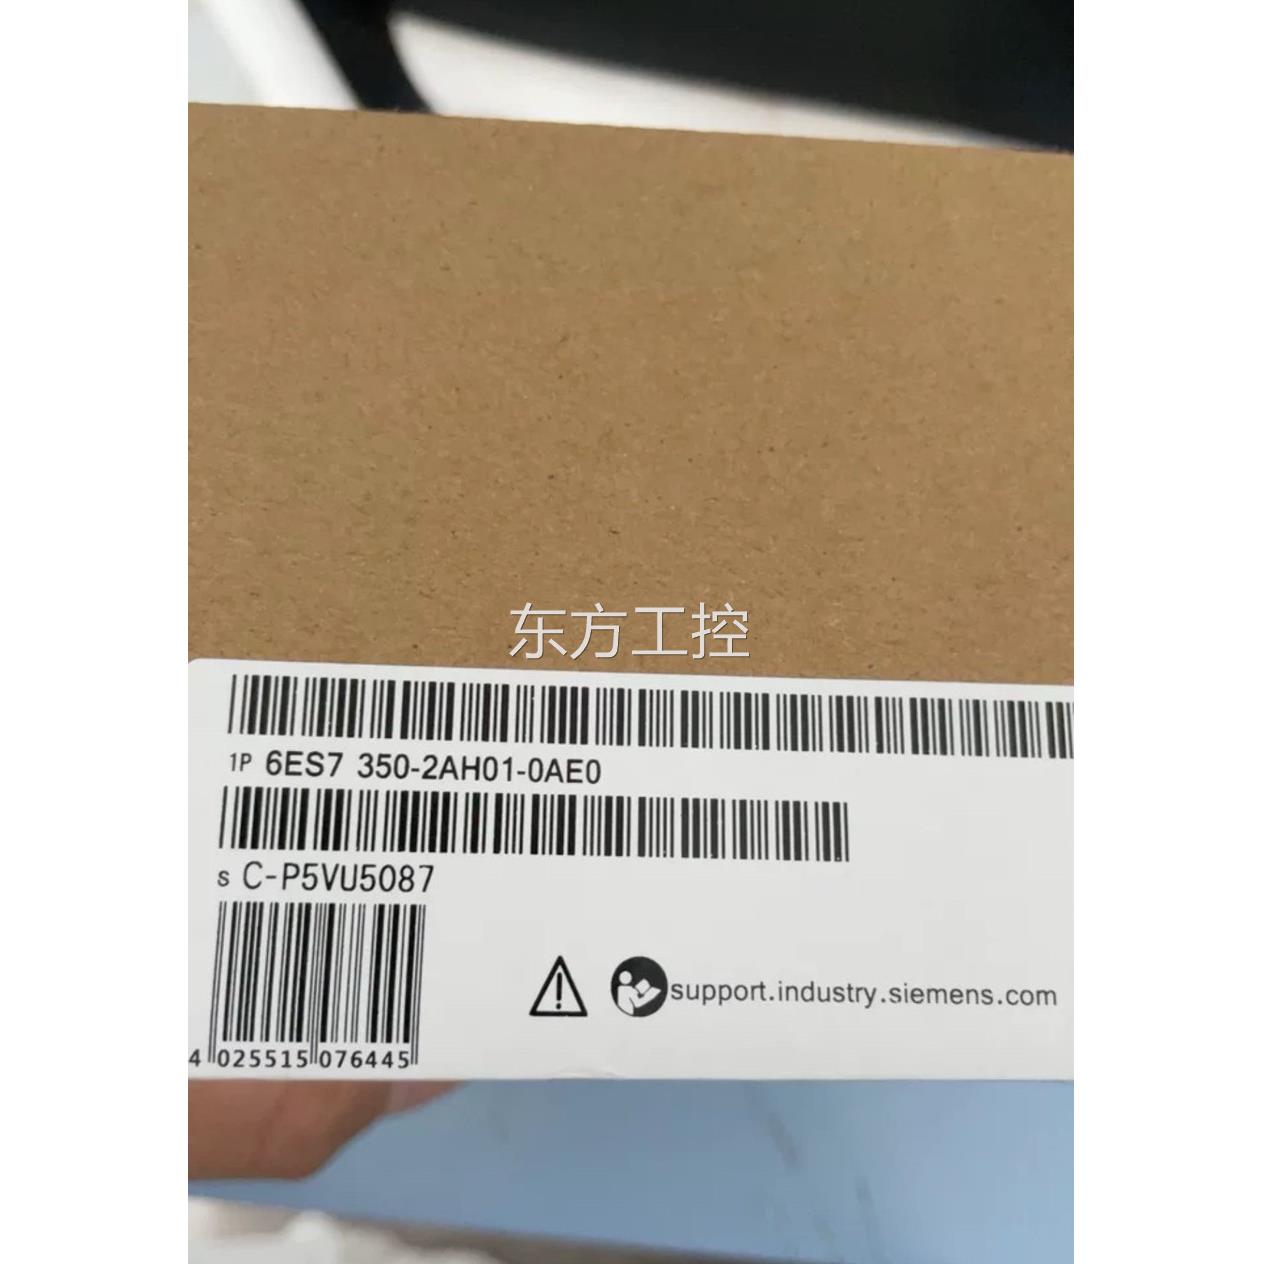 东方工控
1P 6ES7 350-2AH01-0AE0
s C-P5VU5087
support.industry.siemens.com
4 025515 076445